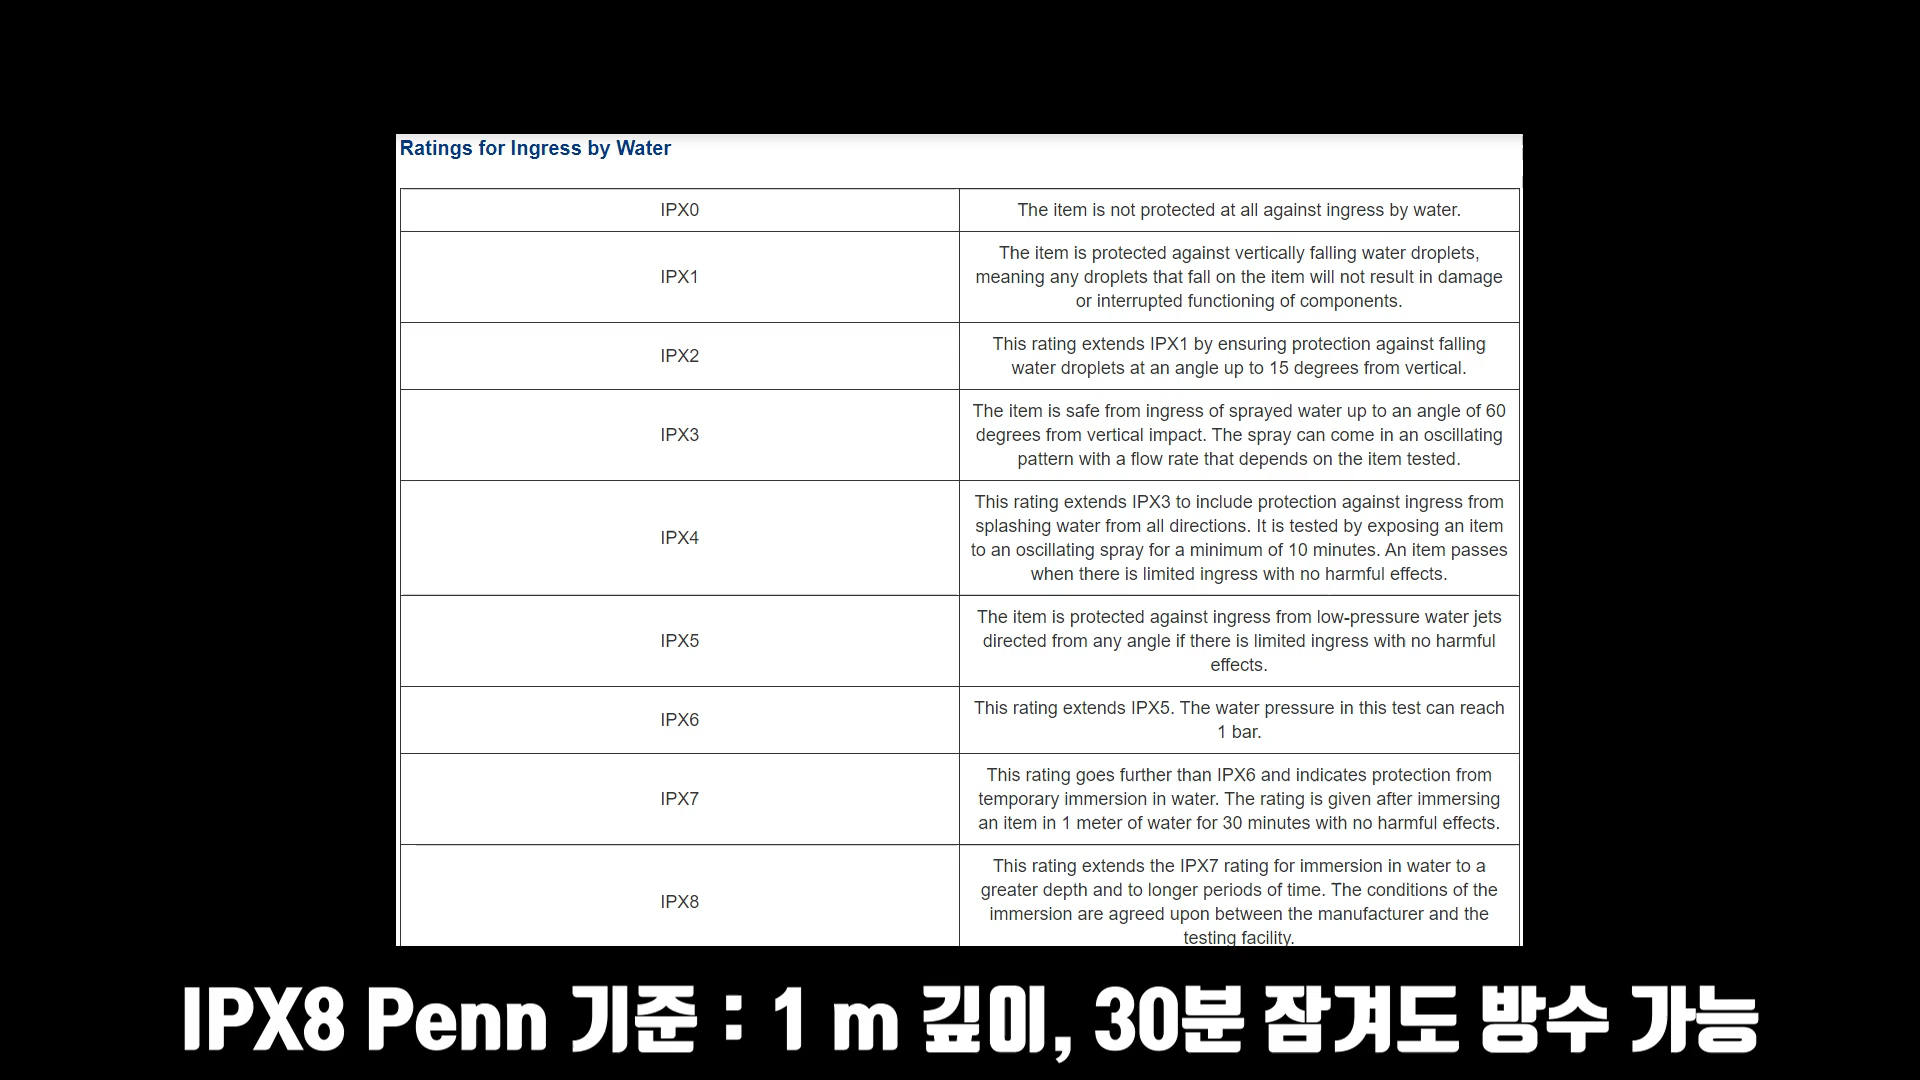 Ratings for Ingress by Water
IPX0
The item is not protected at all against ingress by water.
IPX1
The item is protected against vertically falling water droplets,
meaning any droplets that fall on the item will not result in damage
or interrupted functioning of components.
IPX2
This rating extends IPX1 by ensuring protection against falling
water droplets at an angle up to 15 degrees from vertical.
IPX3
The item is safe from ingress of sprayed water up to an angle of 60
degrees from vertical impact. The spray can come in an oscillating
pattern with a flow rate that depends on the item tested.
IPX4
This rating extends IPX3 to include protection against ingress from
splashing water from all directions. It is tested by exposing an item
to an oscillating spray for a minimum of 10 minutes. An item passes
when there is limited ingress with no harmful effects.
IPX5
The item is protected against ingress from low-pressure water jets
directed from any angle if there is limited ingress with no harmful
effects.
IPX6
This rating extends IPX5. The water pressure in this test can reach
1 bar.
IPX7
This rating goes further than IPX6 and indicates protection from
temporary immersion in water. The rating is given after immersing
an item in 1 meter of water for 30 minutes with no harmful effects.
IPX8
This rating extends the IPX7 rating for immersion in water to a
greater depth and to longer periods of time. The conditions of the
immersion are agreed upon between the manufacturer and the
testing facility.
IPX8 Penn 기준 : 1 m 깊이, 30분 잠겨도 방수 가능